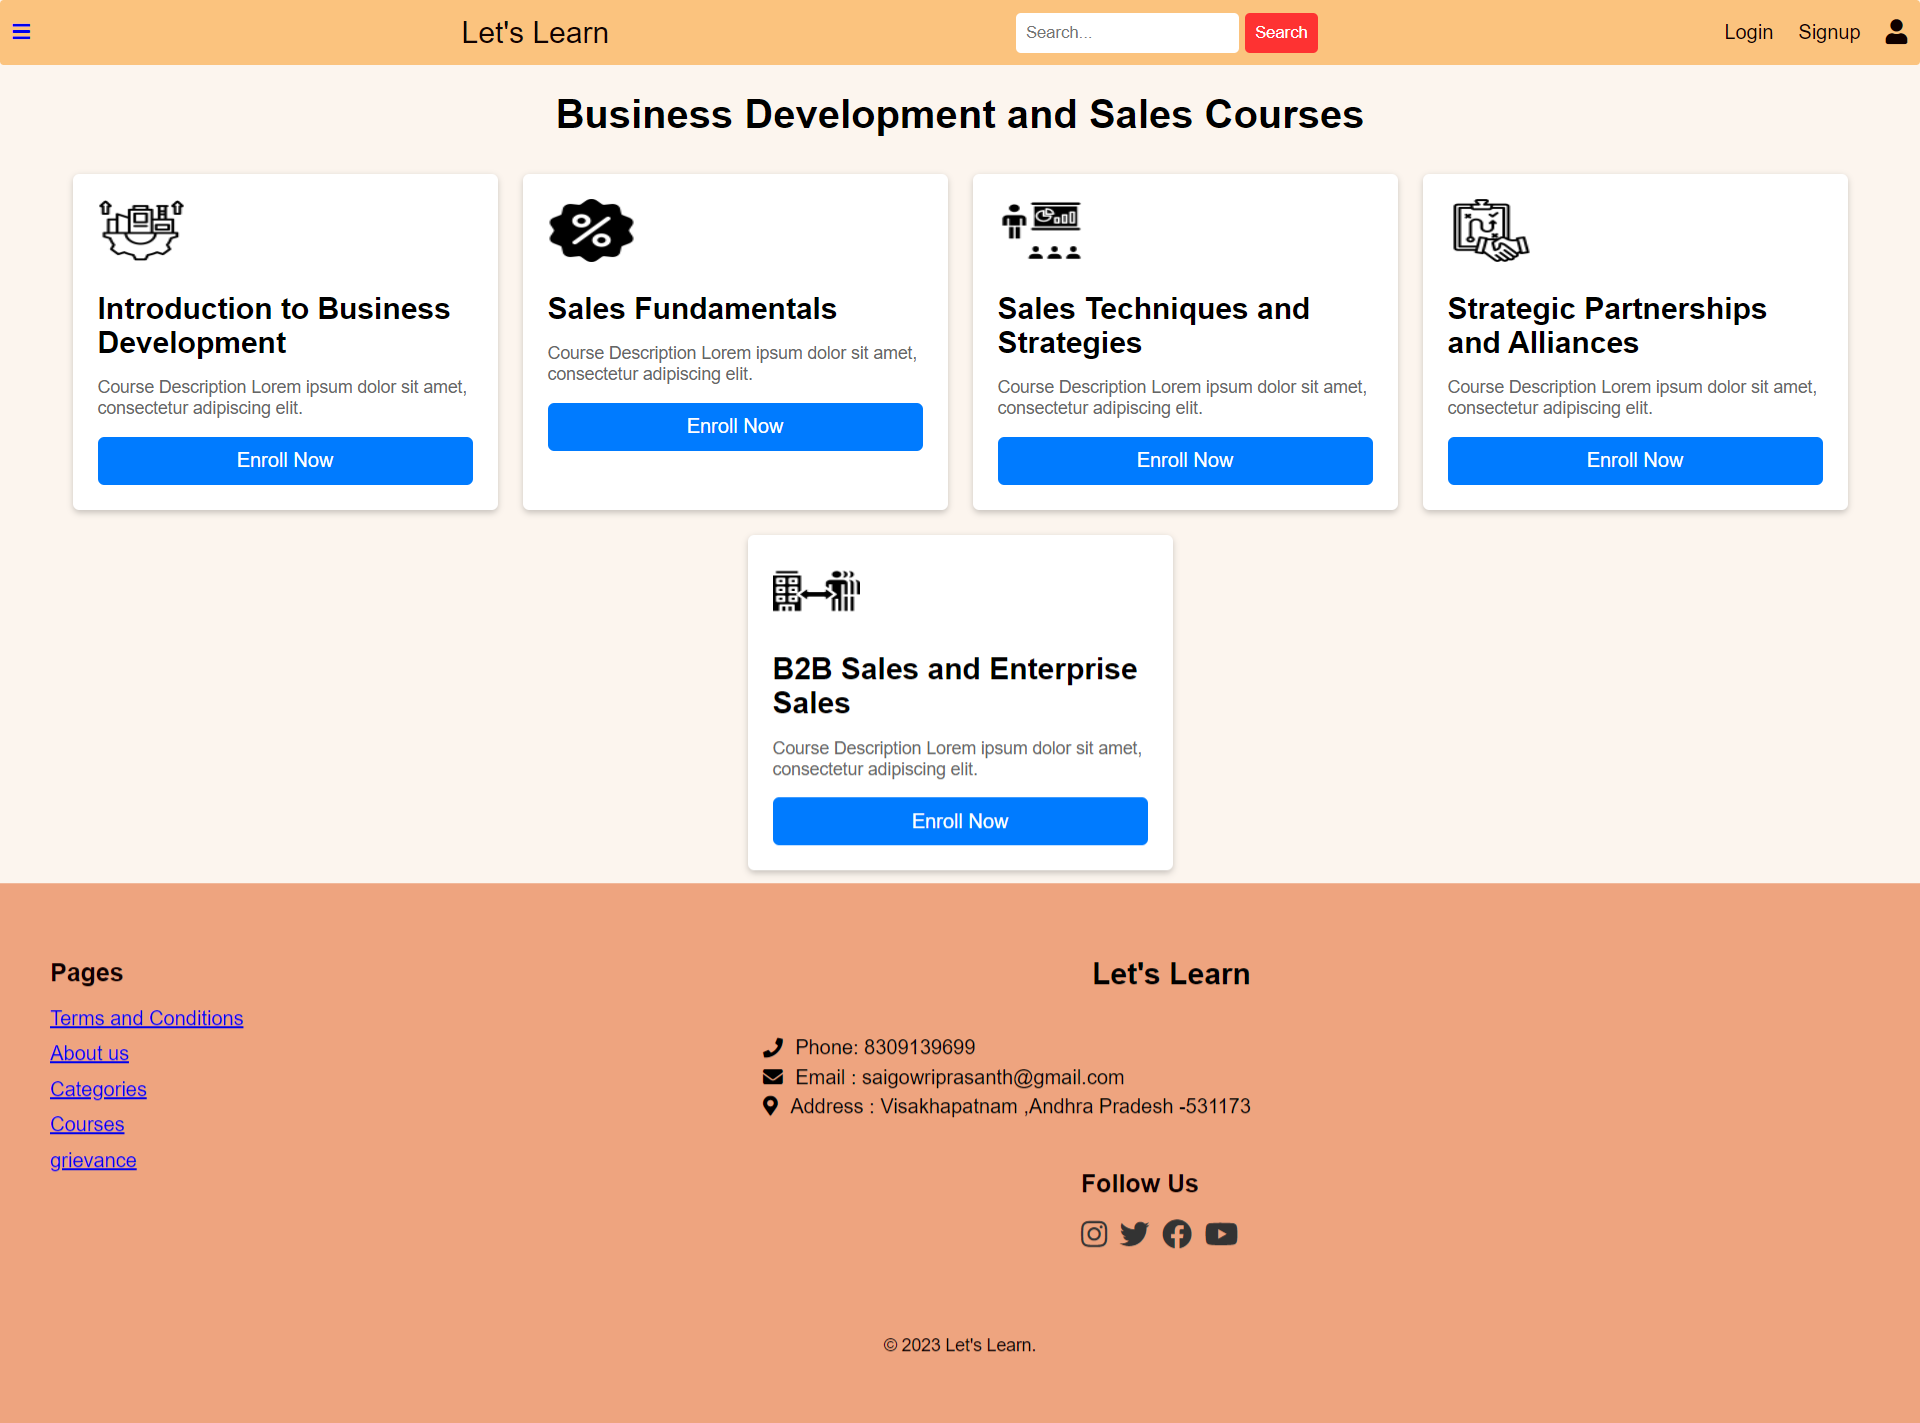 Let's Learn
Search...
Search
Login
Signup
Business Development and Sales Courses
Introduction to Business
Development
Course Description Lorem ipsum dolor sit amet,
consectetur adipiscing elit.
Enroll Now
Sales Fundamentals
Course Description Lorem ipsum dolor sit amet,
consectetur adipiscing elit.
Enroll Now
Sales Techniques and
Strategies
Course Description Lorem ipsum dolor sit amet,
consectetur adipiscing elit.
Enroll Now
Strategic Partnerships
and Alliances
Course Description Lorem ipsum dolor sit amet,
consectetur adipiscing elit.
Enroll Now
B2B Sales and Enterprise
Sales
Course Description Lorem ipsum dolor sit amet,
consectetur adipiscing elit.
Enroll Now
Pages
Terms and Conditions
About us
Categories
Courses
grievance
Let's Learn
Phone: 8309139699
Email : saigowriprasanth@gmail.com
Address : Visakhapatnam ,Andhra Pradesh -531173
Follow Us
© 2023 Let's Learn.